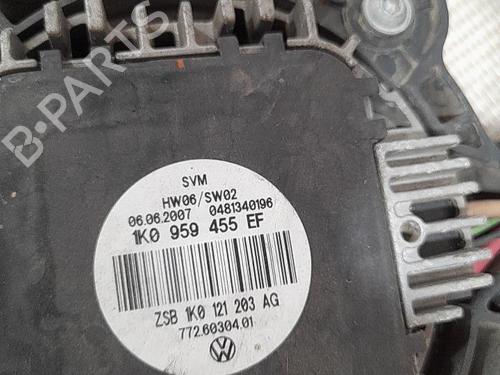 B-PARTS
SVM
HW06/SW02
06.06.2007 0481340196
1K0 959 455 EF
ZSB 1K0 121 203 AG
772.60304.01